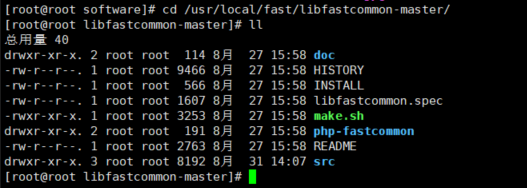 [root@root software]# cd /usr/local/fast/libfastcommon-master/
[root@root libfastcommon-master]# ll
总用量 40
drwxr-xr-x. 2 root root  114 8月  27 15:58 doc
-rw-r--r--. 1 root root 9466 8月  27 15:58 HISTORY
-rw-r--r--. 1 root root  566 8月  27 15:58 INSTALL
-rw-r--r--. 1 root root 1607 8月  27 15:58 libfastcommon.spec
-rwxr-xr-x. 1 root root 3253 8月  27 15:58 make.sh
drwxr-xr-x. 2 root root  191 8月  27 15:58 php-fastcommon
-rw-r--r--. 1 root root 2763 8月  27 15:58 README
drwxr-xr-x. 3 root root 8192 8月  31 14:07 src
[root@root libfastcommon-master]#